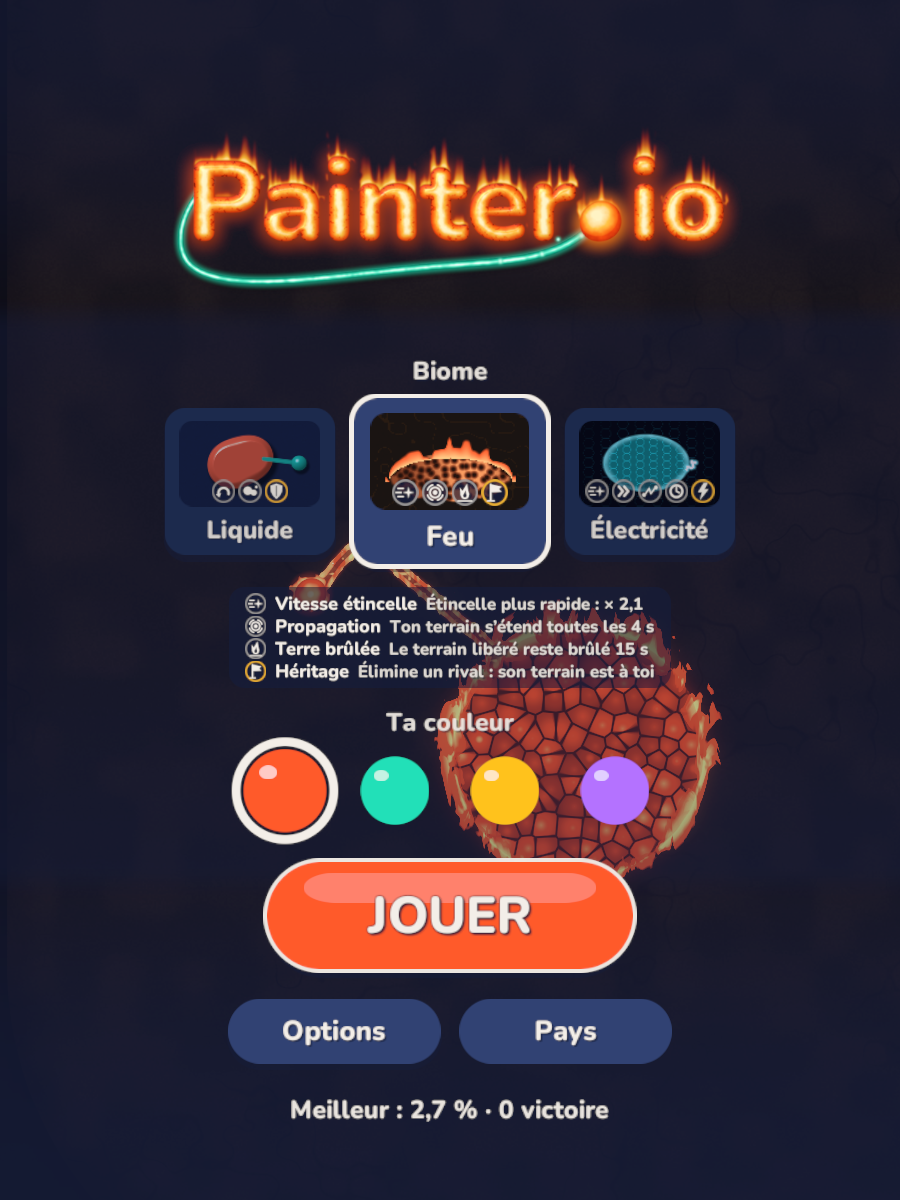 Painter.io
Biome
Liquide
Feu
Électricité
Vitesse étincelle Étincelle plus rapide : × 2,1
Propagation Ton terrain s'étend toutes les 4 s
Terre brûlée Le terrain libéré reste brûlé 15 s
Héritage Élimine un rival : son terrain est à toi
Ta couleur
JOUER
Options
Pays
Meilleur : 2,7 % · 0 victoire